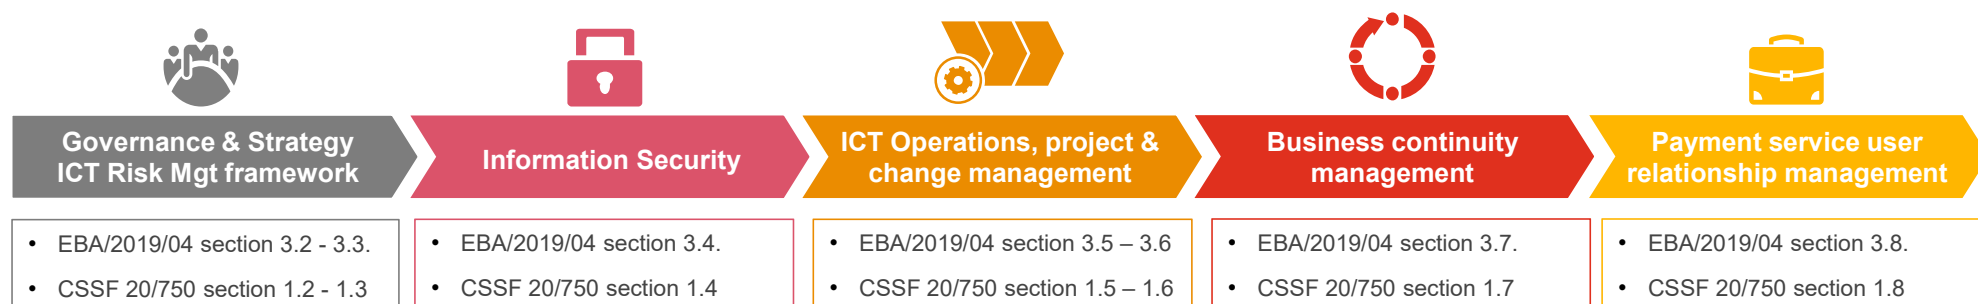 Governance & Strategy
ICT Risk Mgt framework
Information Security
ICT Operations, project &
change management
Business continuity
management
Payment service user
relationship management
• EBA/2019/04 section 3.2 - 3.3.
• CSSF 20/750 section 1.2 - 1.3
• EBA/2019/04 section 3.4.
• CSSF 20/750 section 1.4
• EBA/2019/04 section 3.5 – 3.6
• CSSF 20/750 section 1.5 – 1.6
• EBA/2019/04 section 3.7.
• CSSF 20/750 section 1.7
• EBA/2019/04 section 3.8.
• CSSF 20/750 section 1.8